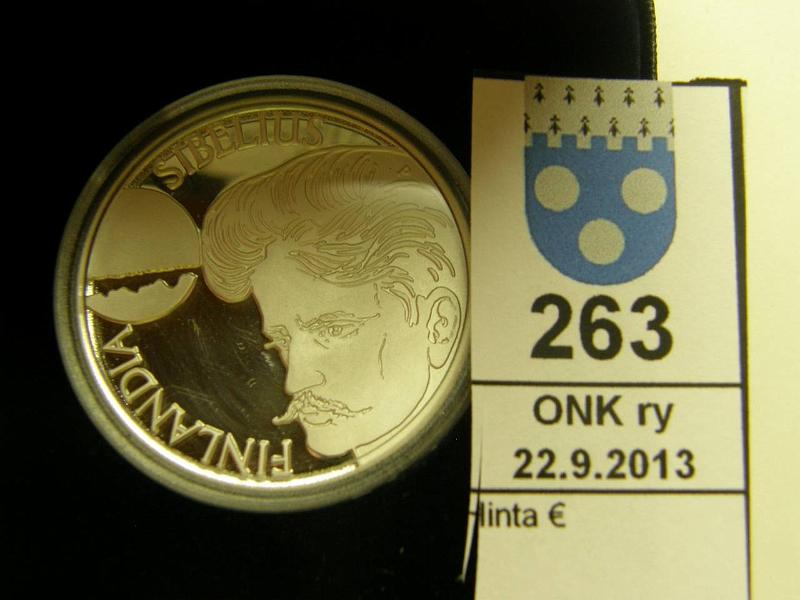 SIBELIUS
FINLANDIA
263
ONK ry
22.9.2013
Hinta €